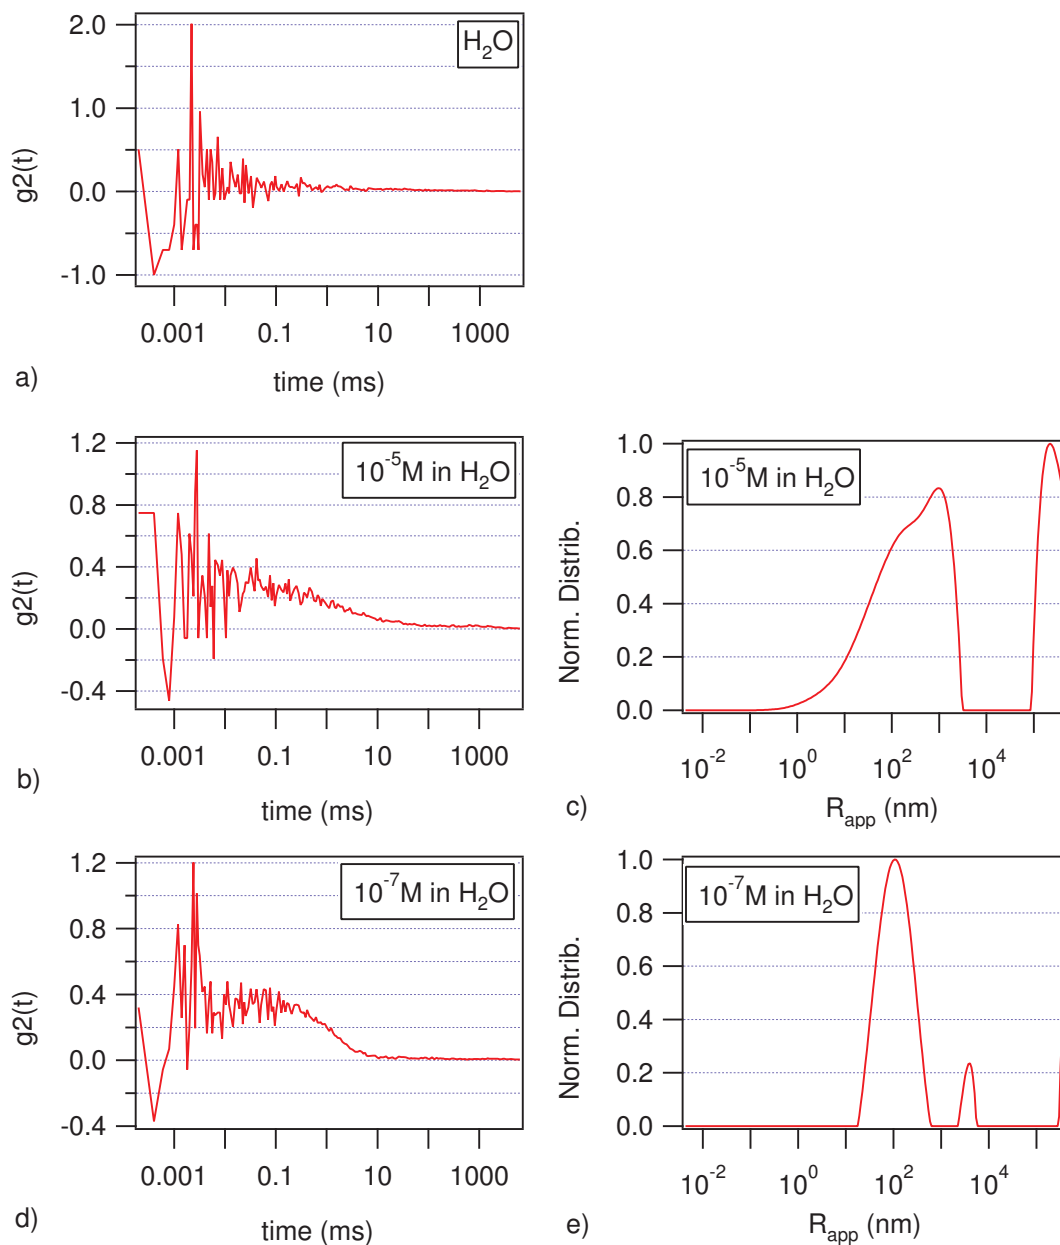 2.0
1.0
0.0
-1.0
g2(t)
H2O
0.001
0.1
10
1000
a)
time (ms)
1.2
0.8
0.4
0.0
-0.4
g2(t)
10-5M in H2O
0.001
0.1
10
1000
b)
time (ms)
1.0
0.8
0.6
0.4
0.2
0.0
Norm. Distrib.
10-5M in H2O
10-2
100
102
104
c)
Rapp (nm)
1.2
0.8
0.4
0.0
-0.4
g2(t)
10-7M in H2O
0.001
0.1
10
1000
d)
time (ms)
1.0
0.8
0.6
0.4
0.2
0.0
Norm. Distrib.
10-7M in H2O
10-2
100
102
104
e)
Rapp (nm)